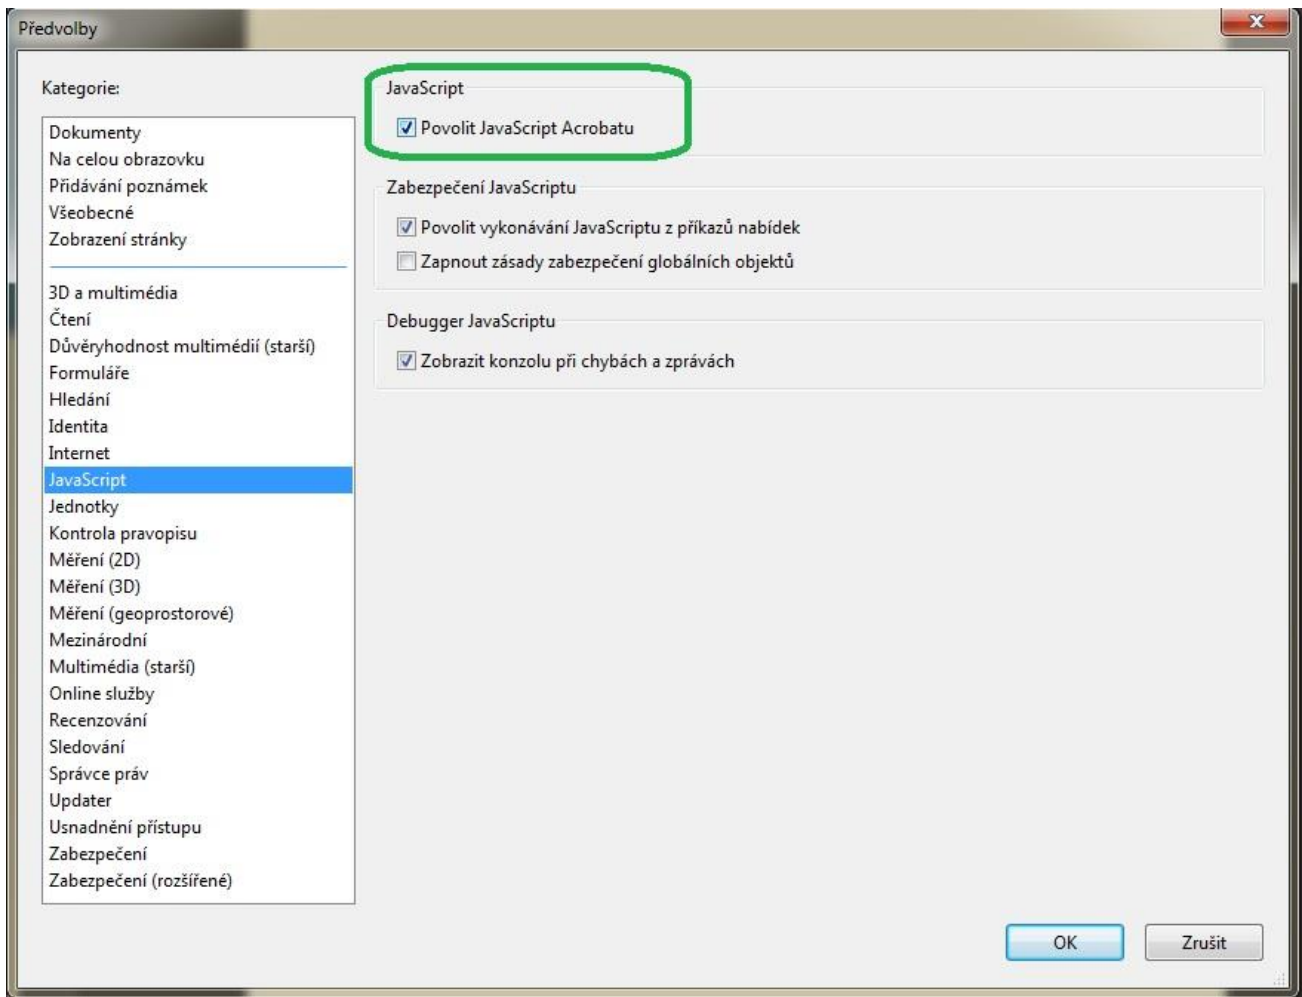 Předvolby
Kategorie:
Dokumenty
Na celou obrazovku
Přidávání poznámek
Všeobecné
Zobrazení stránky
3D a multimédia
Čtení
Důvěryhodnost multimédií (starší)
Formuláře
Hledání
Identita
Internet
JavaScript
Jednotky
Kontrola pravopisu
Měření (2D)
Měření (3D)
Měření (geoprostorové)
Mezinárodní
Multimédia (starší)
Online služby
Recenzování
Sledování
Správce práv
Updater
Usnadnění přístupu
Zabezpečení
Zabezpečení (rozšířené)
JavaScript
Povolit JavaScript Acrobatu
Zabezpečení JavaScriptu
Povolit vykonávání JavaScriptu z příkazů nabídek
Zapnout zásady zabezpečení globálních objektů
Debugger JavaScriptu
Zobrazit konzolu při chybách a zprávách
OK
Zrušit